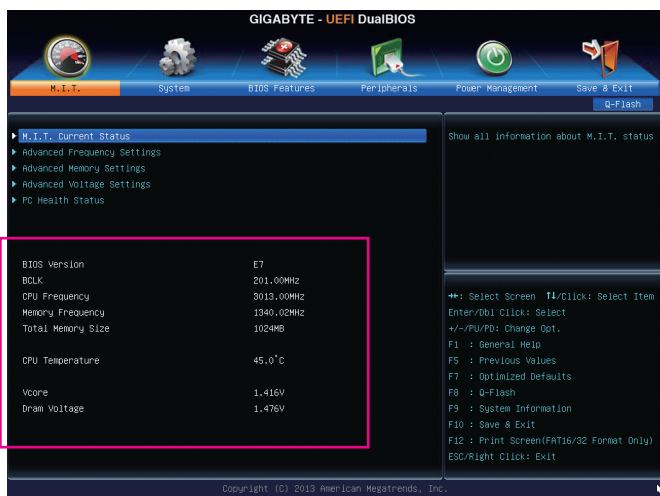 GIGABYTE - UEFI DualBIOS
M.I.T. System BIOS Features Peripherals Power Management Save & Exit
Q-Flash
M.I.T. Current Status
Advanced Frequency Settings
Advanced Memory Settings
Advanced Voltage Settings
PC Health Status
BIOS Version E7
BCLK 201.00MHz
CPU Frequency 3013.00MHz
Memory Frequency 1340.02MHz
Total Memory Size 1024MB
CPU Temperature 45.0°C
Vcore 1.416V
Dram Voltage 1.476V
Show all information about M.I.T. status
→←: Select Screen ↑↓/Click: Select Item
Enter/Dbl Click: Select
+/-/PU/PD: Change Opt.
F1 : General Help
F5 : Previous Values
F7 : Optimized Defaults
F8 : Q-Flash
F9 : System Information
F10 : Save & Exit
F12 : Print Screen(FAT16/32 Format Only)
ESC/Right Click: Exit
Copyright (C) 2013 American Megatrends, Inc.